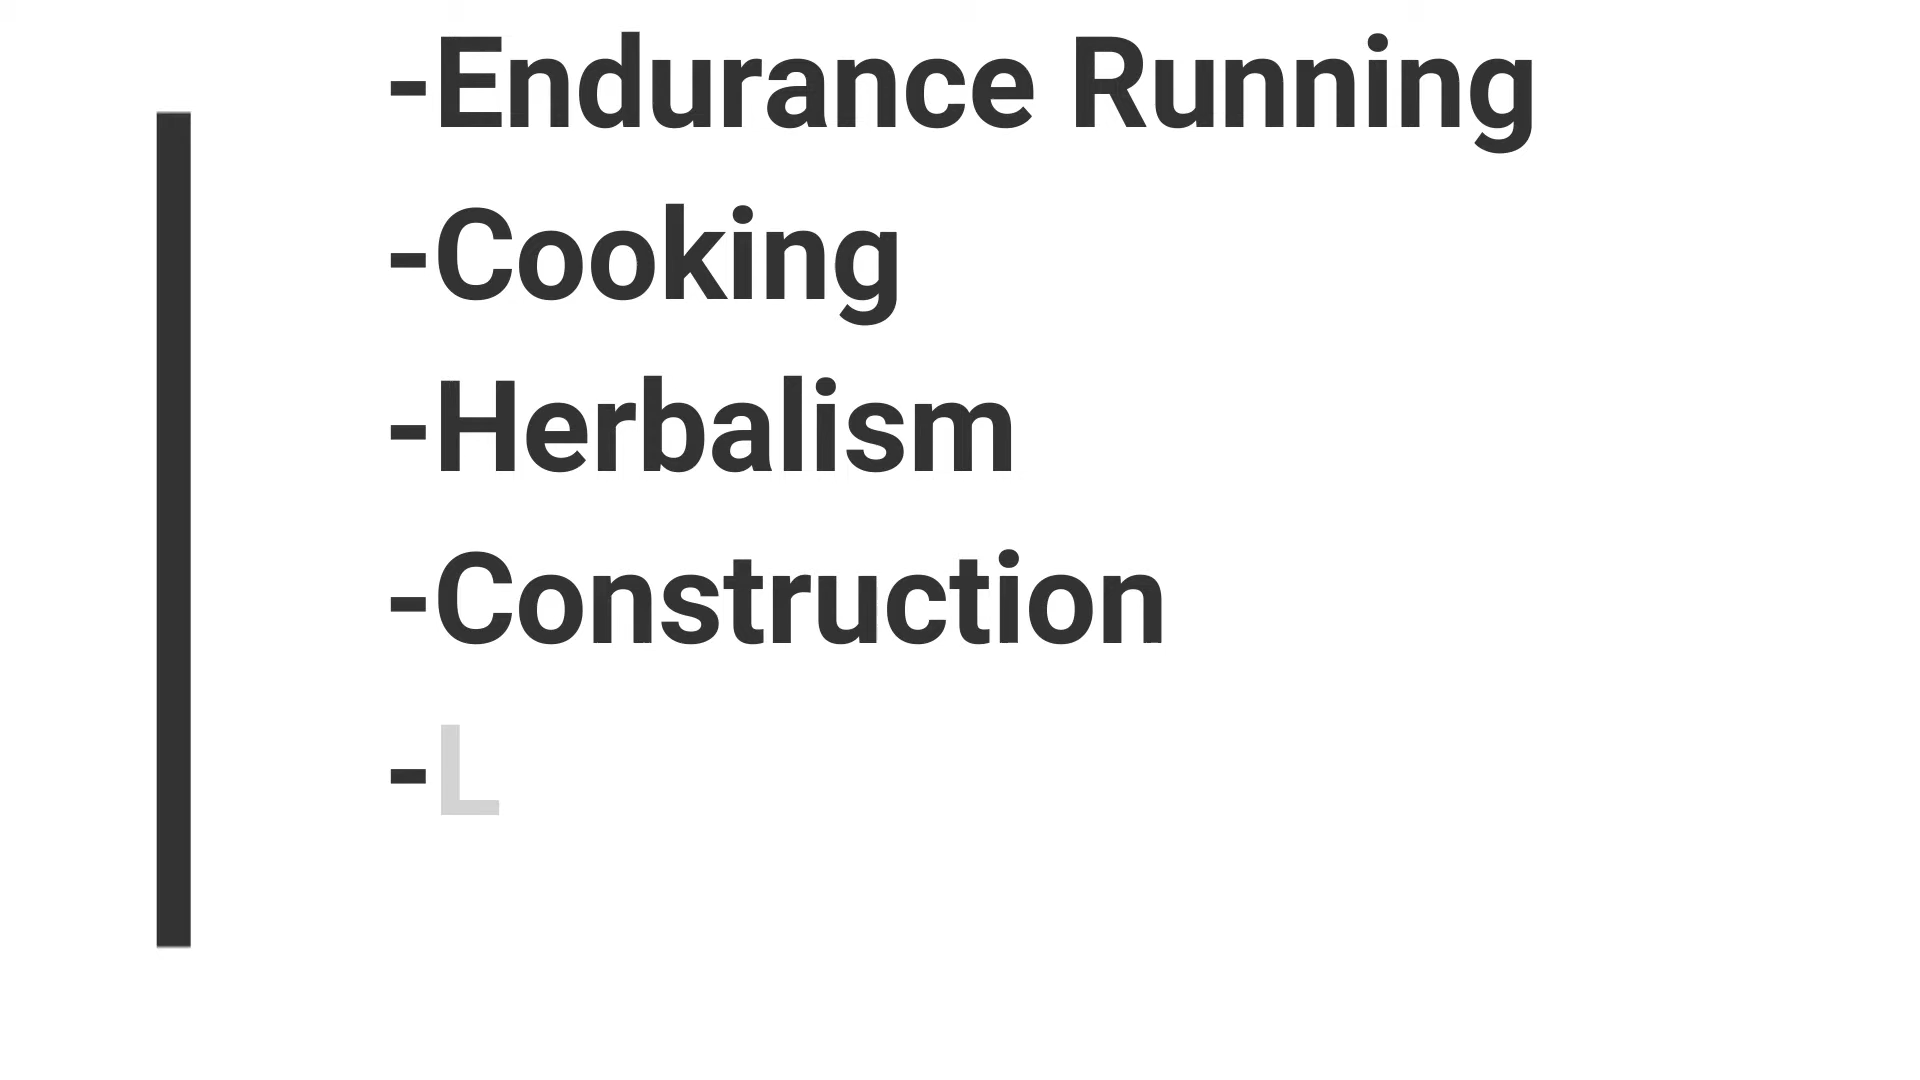 -Endurance Running
-Cooking
-Herbalism
-Construction
-L